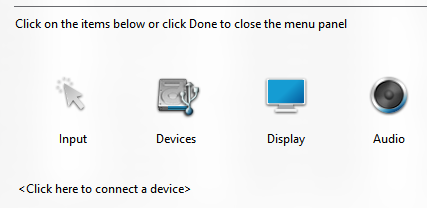 Click on the items below or click Done to close the menu panel
Input Devices Display Audio
<Click here to connect a device>